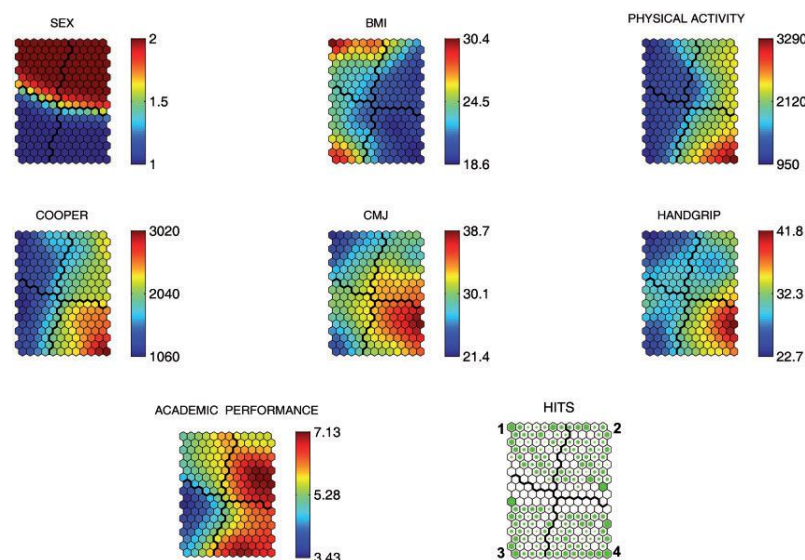 SEX
2
1.5
1
BMI
30.4
24.5
18.6
PHYSICAL ACTIVITY
3290
2120
950
COOPER
3020
2040
1060
CMJ
38.7
30.1
21.4
HANDGRIP
41.8
32.3
22.7
ACADEMIC PERFORMANCE
7.13
5.28
3.43
HITS
1 2
3 4